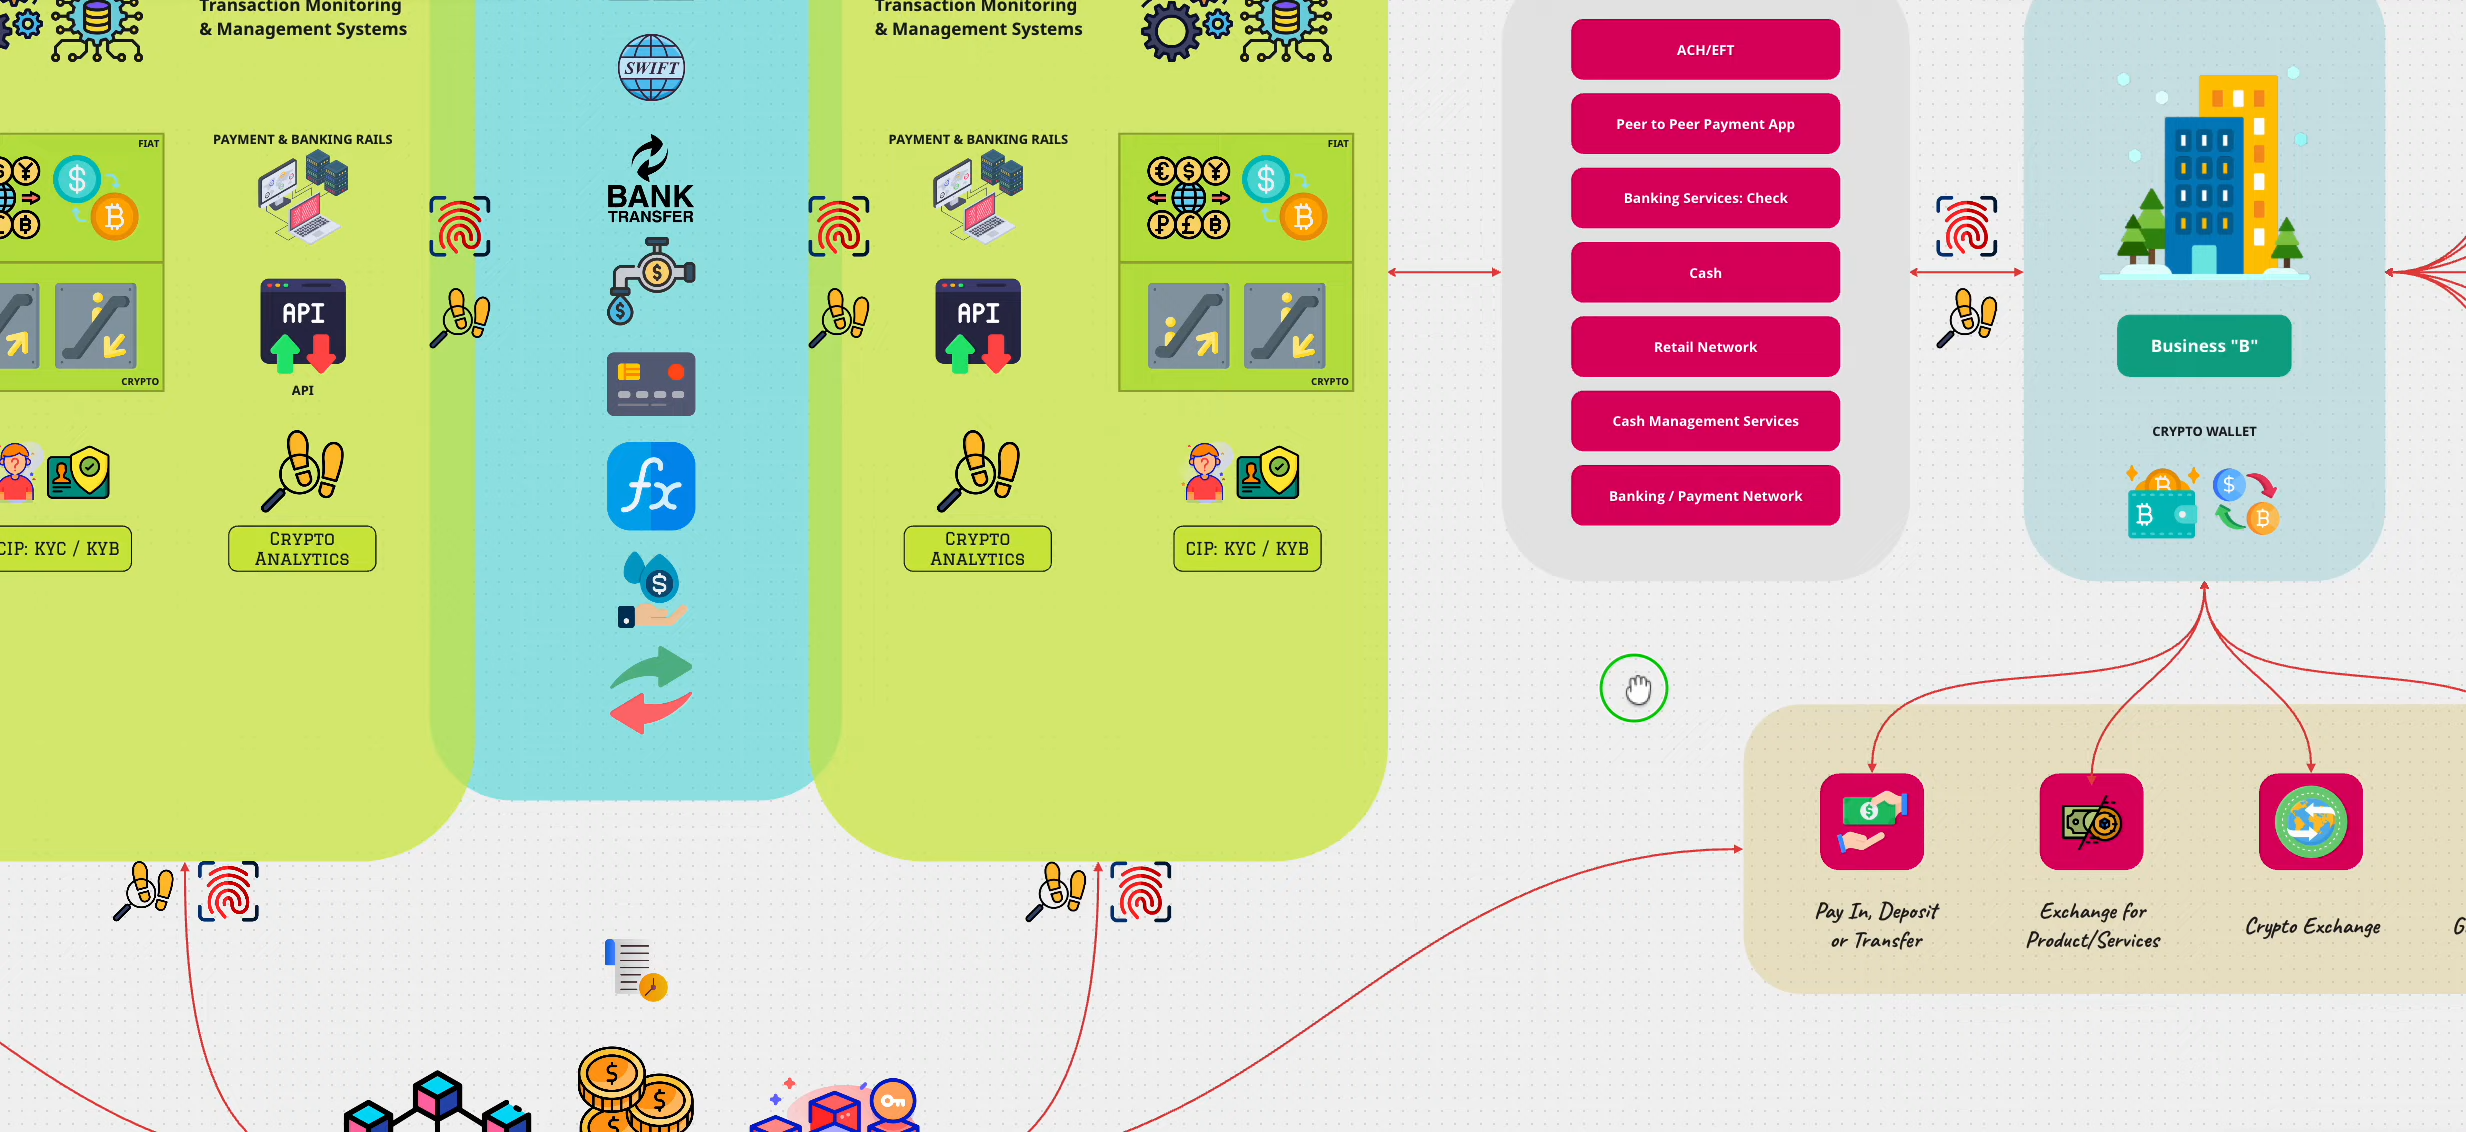 Transaction Monitoring
& Management Systems
PAYMENT & BANKING RAILS
FIAT
CRYPTO
API
API
CRYPTO
ANALYTICS
CIP: KYC / KYB
SWIFT
BANK
TRANSFER
fx
Transaction Monitoring
& Management Systems
PAYMENT & BANKING RAILS
FIAT
CRYPTO
API
CRYPTO
ANALYTICS
CIP: KYC / KYB
ACH/EFT
Peer to Peer Payment App
Banking Services: Check
Cash
Retail Network
Cash Management Services
Banking / Payment Network
Business "B"
CRYPTO WALLET
Pay In, Deposit
or Transfer
Exchange for
Product/Services
Crypto Exchange